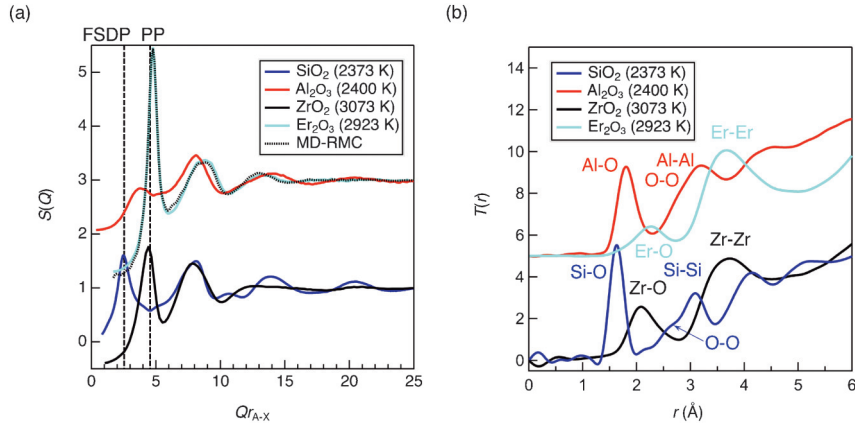 (a)
FSDP PP
SiO₂ (2373 K)
Al₂O₃ (2400 K)
ZrO₂ (3073 K)
Er₂O₃ (2923 K)
MD-RMC
5
4
3
2
1
0
S(Q)
0 5 10 15 20 25
Qr_A-X
(b)
SiO₂ (2373 K)
Al₂O₃ (2400 K)
ZrO₂ (3073 K)
Er₂O₃ (2923 K)
14
12
10
8
6
4
2
0
T(r)
Er-Er
Al-O
Al-Al
O-O
Er-O
Zr-Zr
Si-O
Si-Si
Zr-O
O-O
0 1 2 3 4 5 6
r (Å)